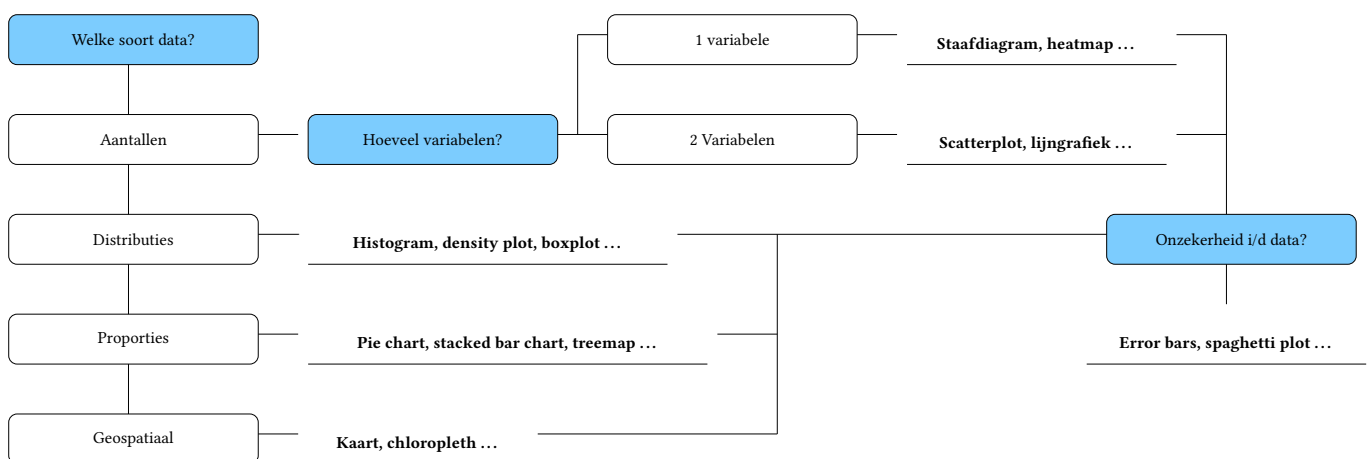 Welke soort data?
1 variabele
Staafdiagram, heatmap …
Aantallen
Hoeveel variabelen?
2 Variabelen
Scatterplot, lijngrafiek …
Distributies
Histogram, density plot, boxplot …
Onzekerheid i/d data?
Proporties
Pie chart, stacked bar chart, treemap …
Error bars, spaghetti plot …
Geospatiaal
Kaart, chloropleth …